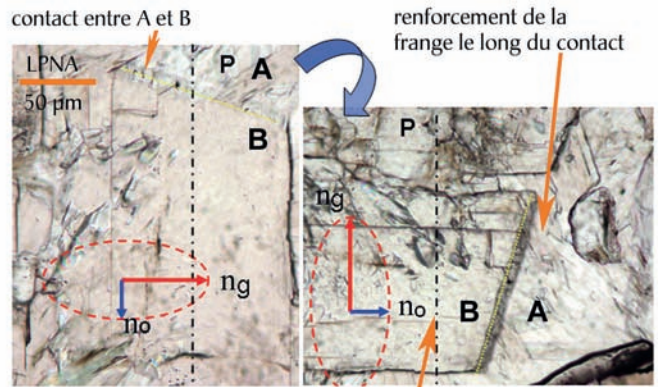 contact entre A et B
renforcement de la
frange le long du contact
LPNA
50 µm
P
A
B
ng
no
P
ng
no
B
A